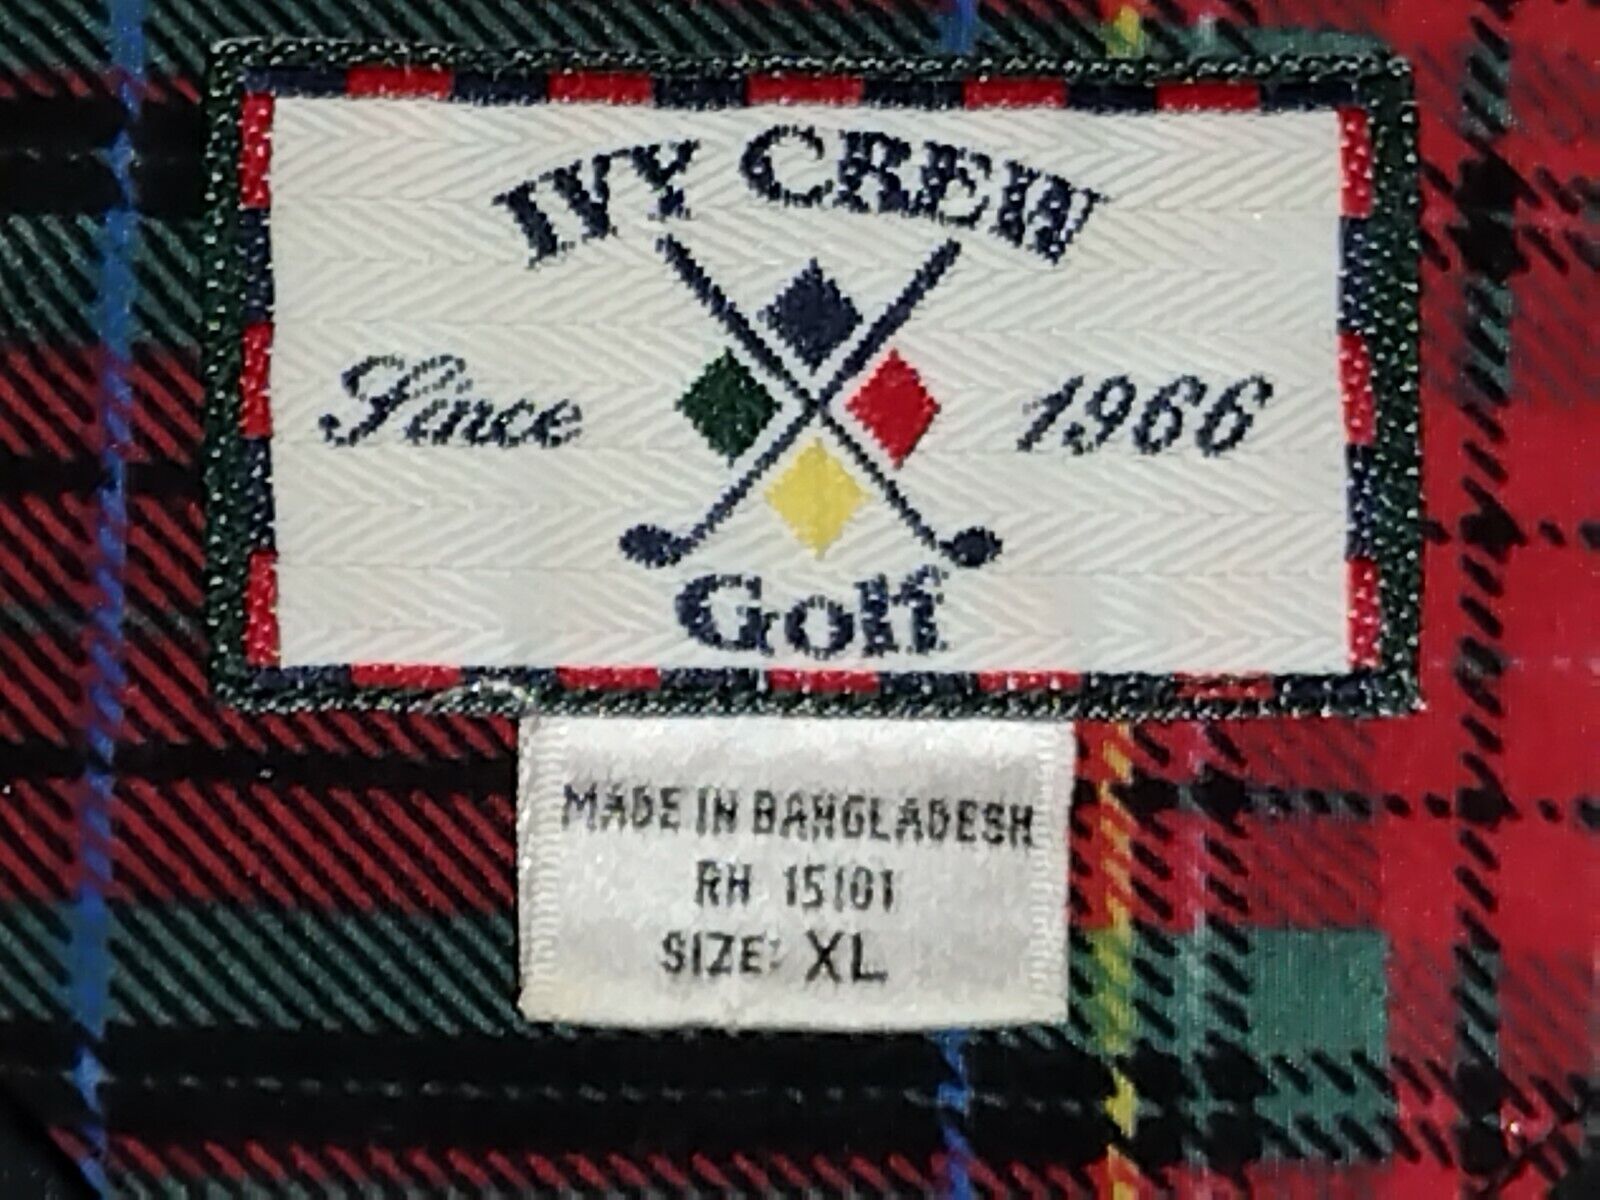 IVY CREW
Since 1966
Golf
MADE IN BANGLADESH
RH 15101
SIZE: XL